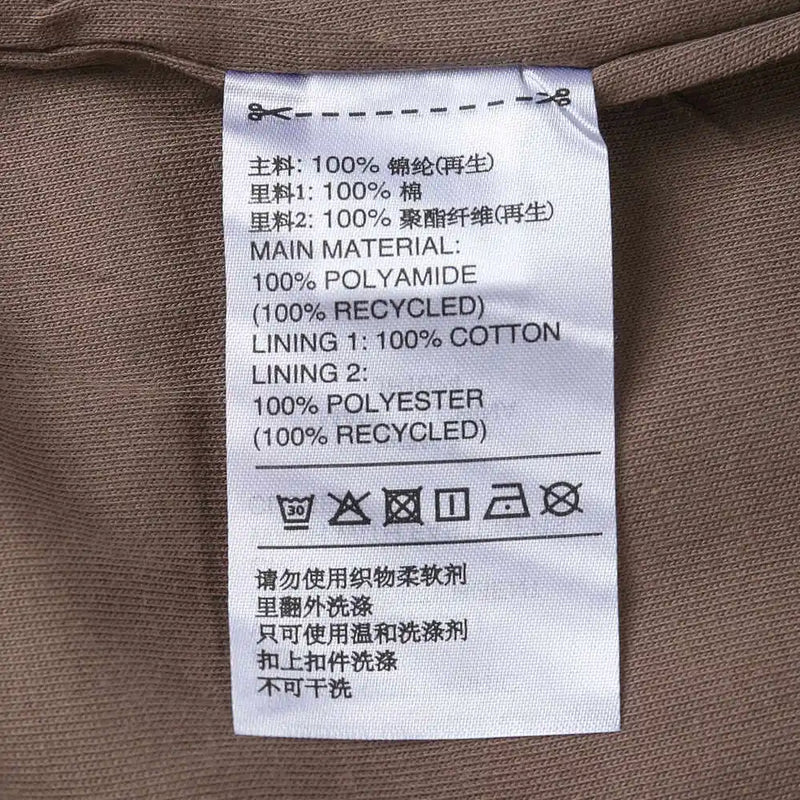 主料: 100% 锦纶(再生)
里料1: 100% 棉
里料2: 100% 聚酯纤维(再生)
MAIN MATERIAL:
100% POLYAMIDE
(100% RECYCLED)
LINING 1: 100% COTTON
LINING 2:
100% POLYESTER
(100% RECYCLED)
30
请勿使用织物柔软剂
里翻外洗涤
只可使用温和洗涤剂
扣上扣件洗涤
不可干洗